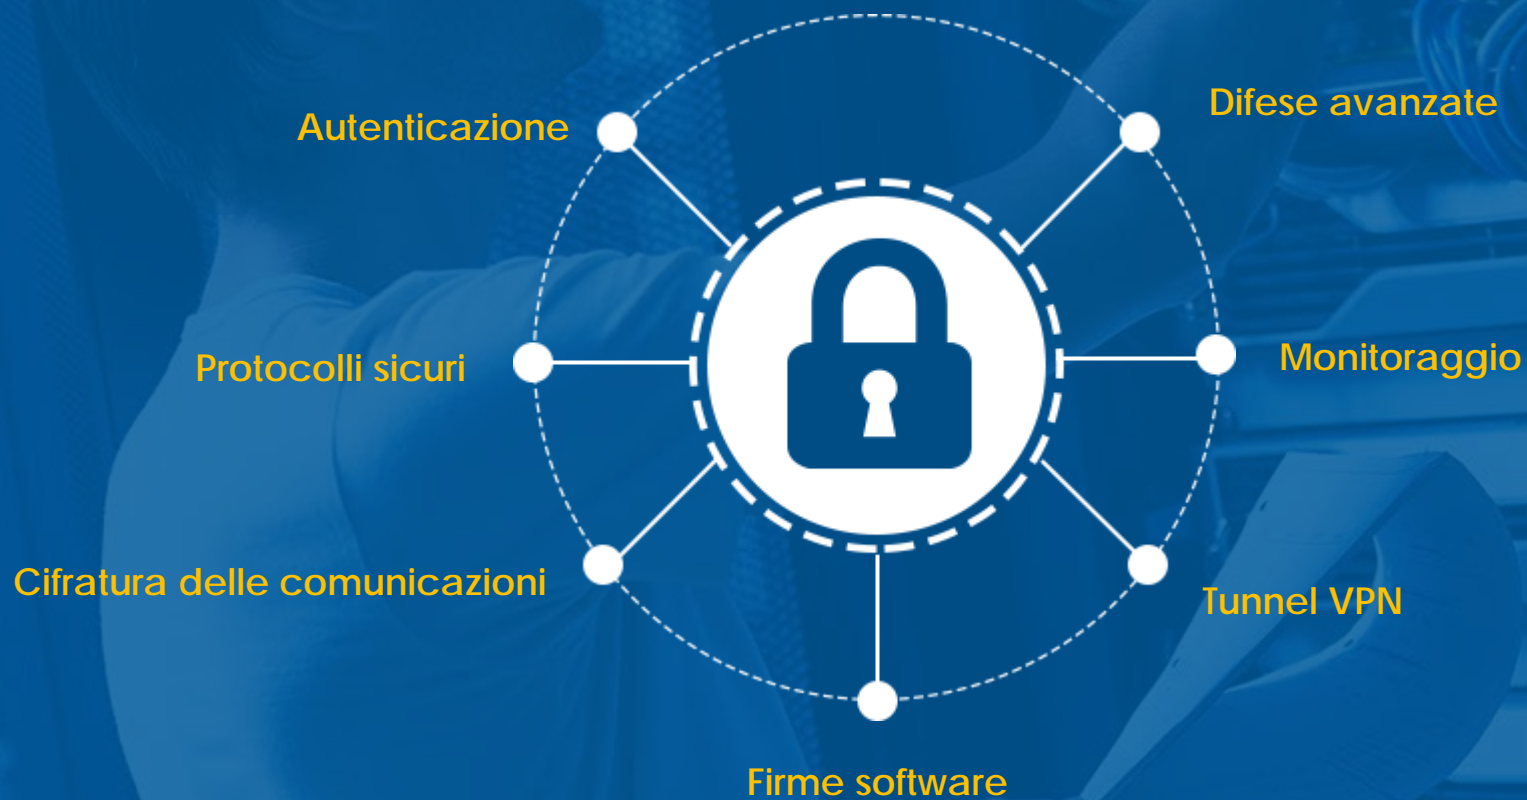 Autenticazione
Difese avanzate
Protocolli sicuri
Monitoraggio
Cifratura delle comunicazioni
Tunnel VPN
Firme software